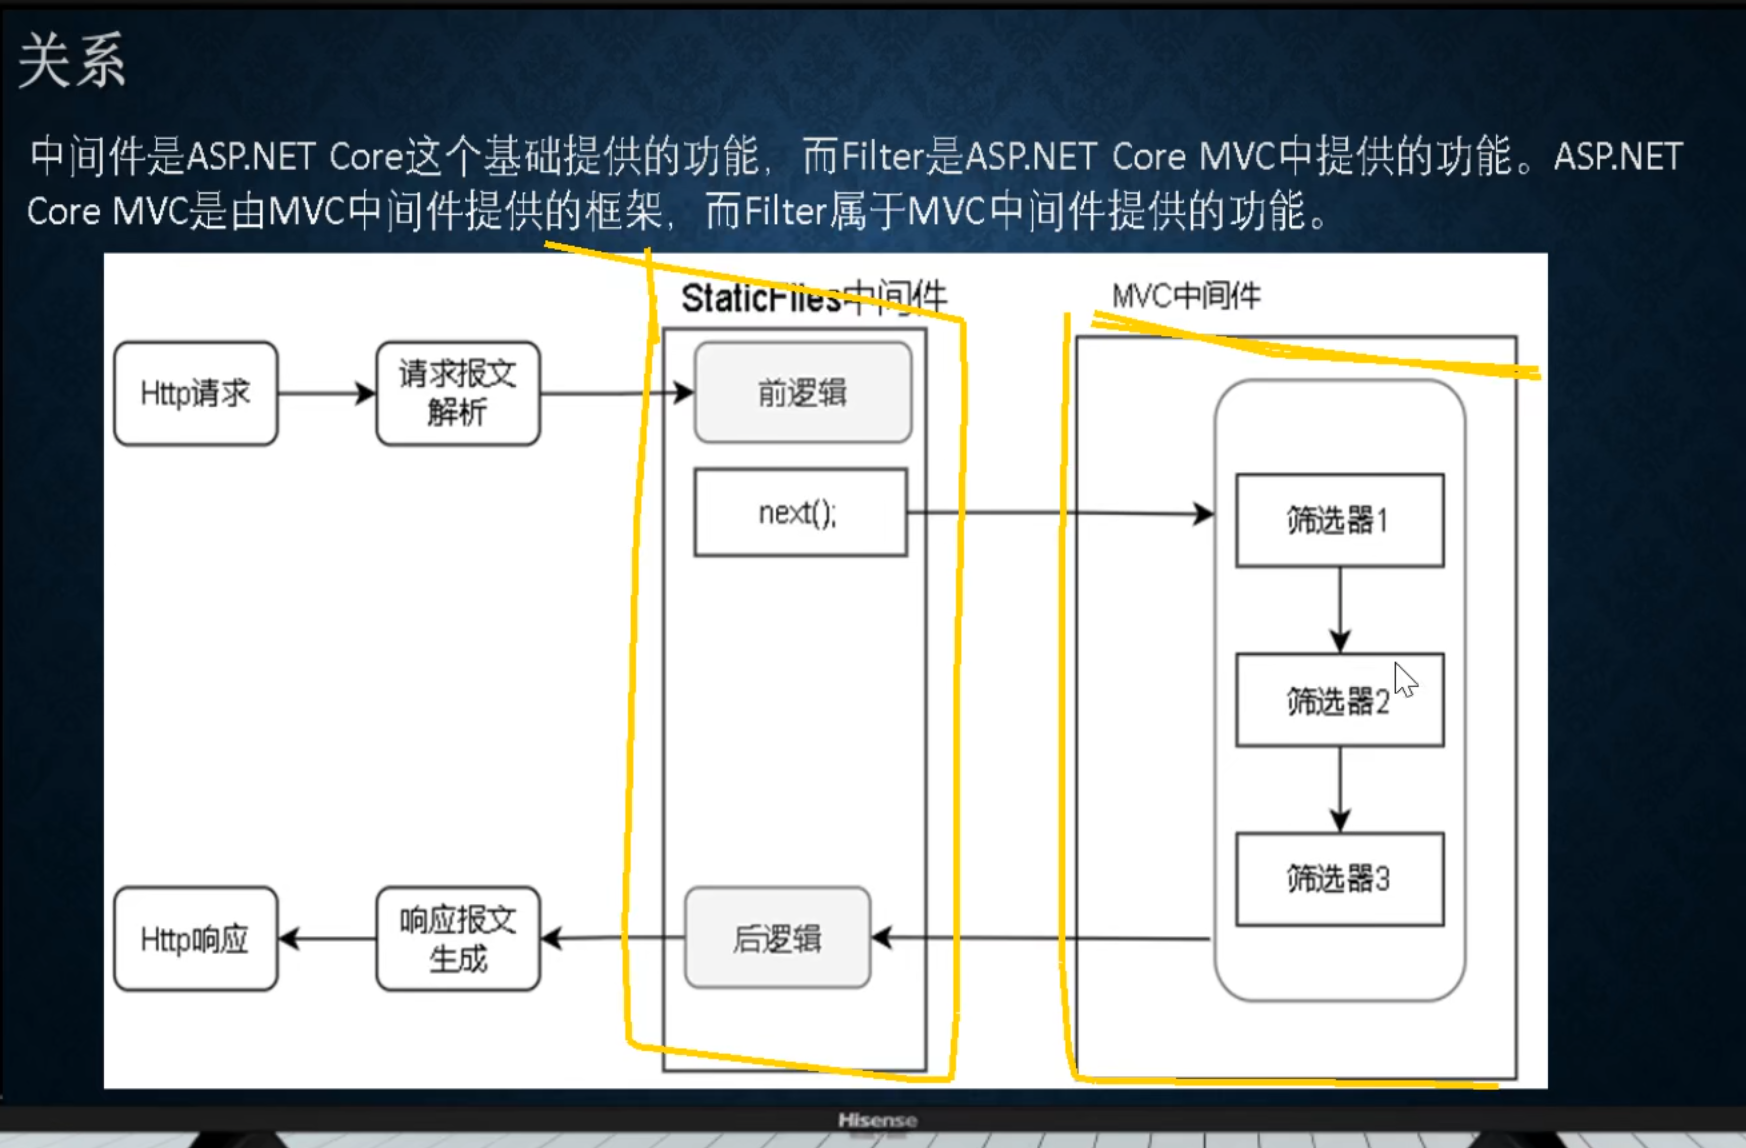 关系
中间件是ASP.NET Core这个基础提供的功能，而Filter是ASP.NET Core MVC中提供的功能。ASP.NET
Core MVC是由MVC中间件提供的框架，而Filter属于MVC中间件提供的功能。
StaticFiles中间件
MVC中间件
Http请求
请求报文
解析
前逻辑
next();
筛选器1
筛选器2
筛选器3
Http响应
响应报文
生成
后逻辑
Hisense